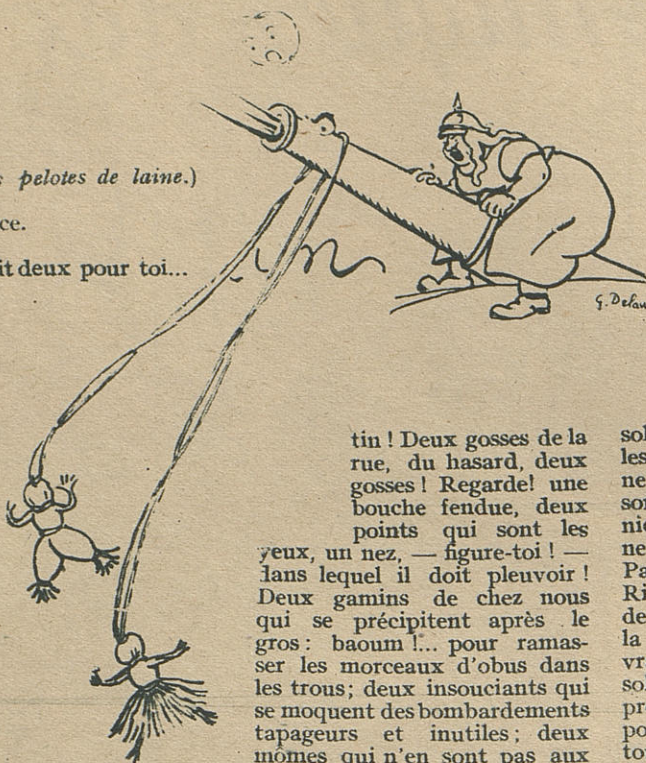 pelotes de laine.)
ce.
it deux pour toi...
G. Delaw
tin ! Deux gosses de la
rue, du hasard, deux
gosses ! Regarde! une
bouche fendue, deux
points qui sont les
yeux, un nez, — figure-toi ! —
dans lequel il doit pleuvoir !
Deux gamins de chez nous
qui se précipitent après le
gros : baoum !... pour ramas-
ser les morceaux d'obus dans
les trous; deux insouciants qui
se moquent des bombardements
tapageurs et inutiles; deux
mômes qui n'en sont pas aux
sol
les
ne
son
nie
ne
Pa
Ri
de
la
vr
so
pr
po
tou